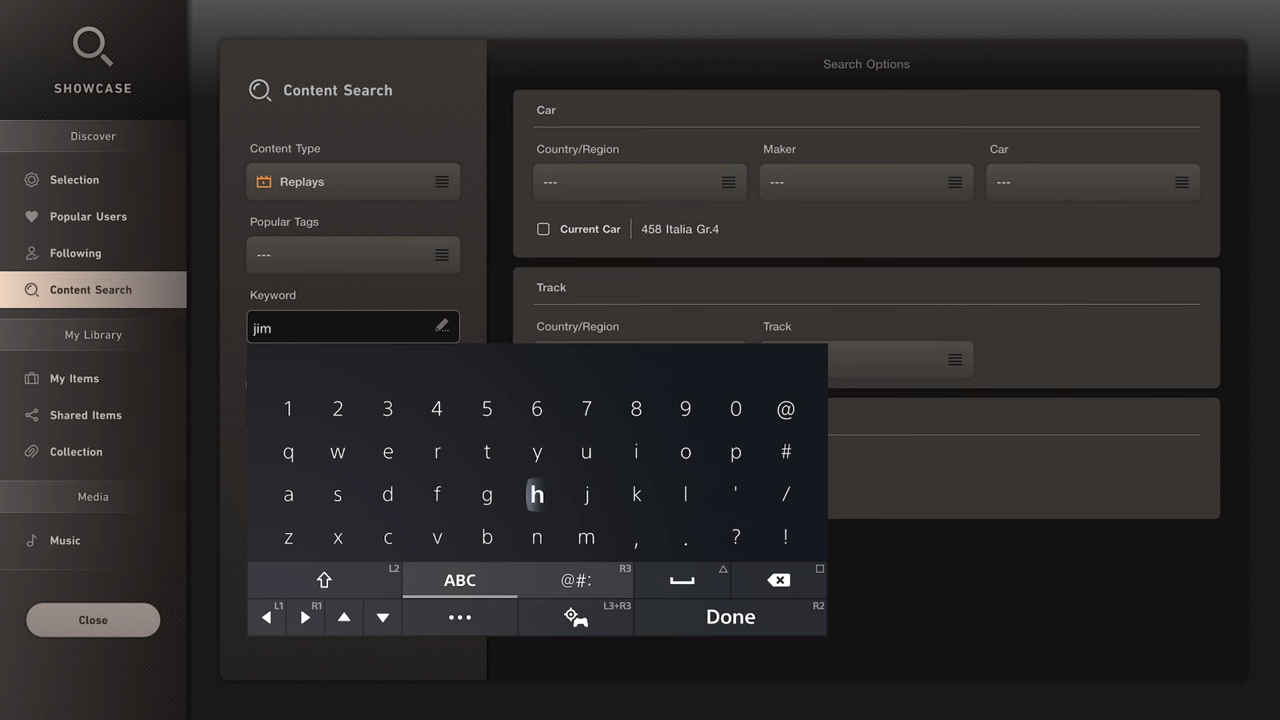 SHOWCASE
Discover
Selection
Popular Users
Following
Content Search
My Library
My Items
Shared Items
Collection
Media
Music
Close
Content Search
Content Type
Replays
Popular Tags
---
Keyword
jim
Search Options
Car
Country/Region Maker Car
--- --- ---
Current Car 458 Italia Gr.4
Track
Country/Region Track
1 2 3 4 5 6 7 8 9 0 @
q w e r t y u i o p #
a s d f g h j k l ' /
z x c v b n m , . ? !
L2 ABC @#: R3
L1 R1 ... L3+R3 Done R2